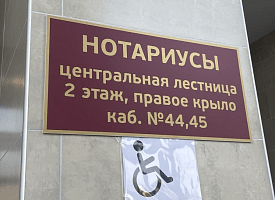 НОТАРИУСЫ
центральная лестница
2 этаж, правое крыло
каб. №44,45